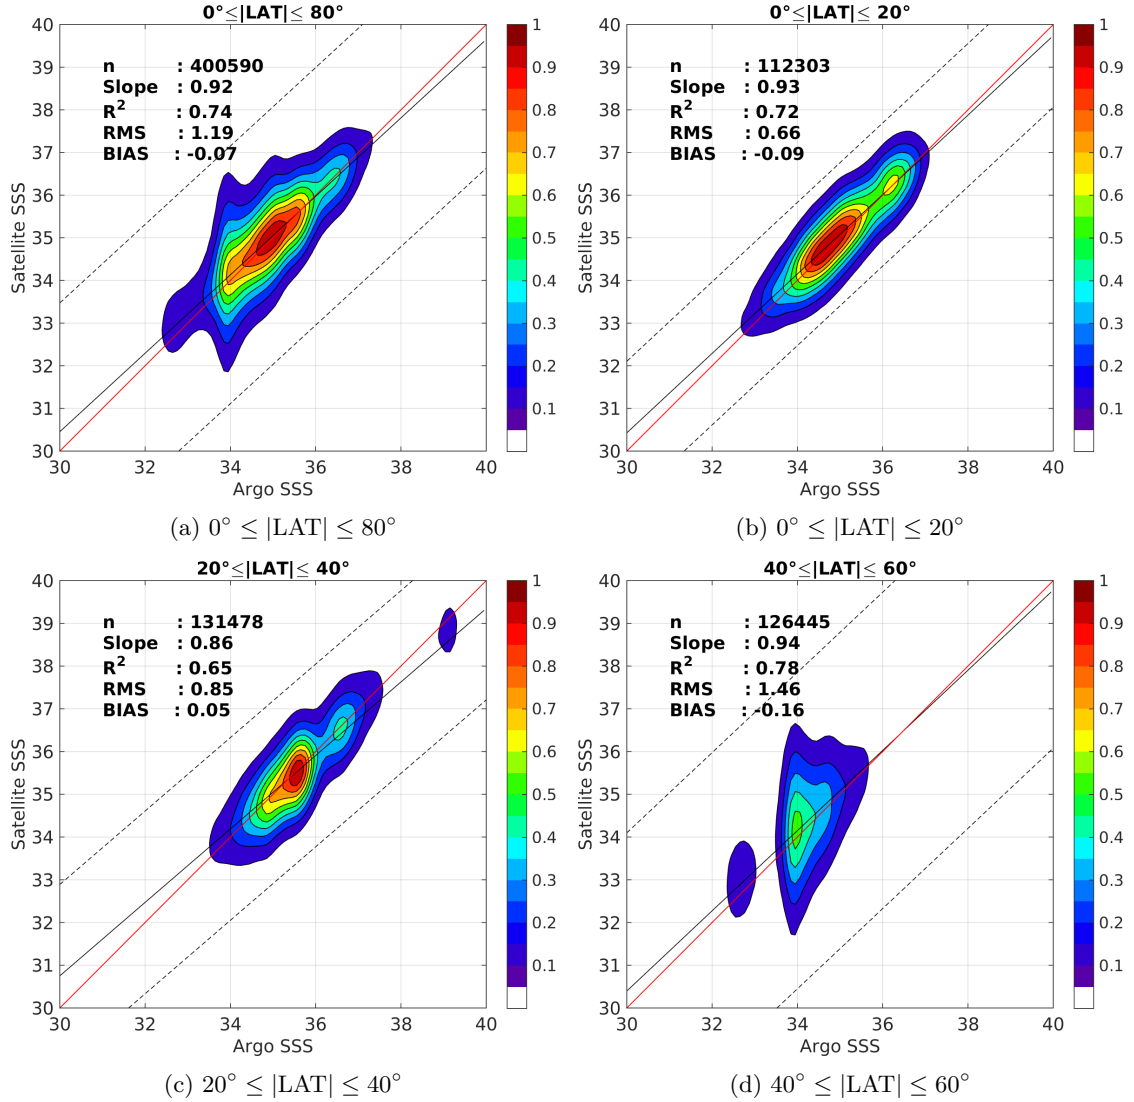 0°≤|LAT|≤ 80°
40
39
38
37
36
35
34
33
32
31
30
Satellite SSS
n : 400590
Slope : 0.92
R² : 0.74
RMS : 1.19
BIAS : -0.07
30 32 34 36 38 40
Argo SSS
1
0.9
0.8
0.7
0.6
0.5
0.4
0.3
0.2
0.1
(a) 0° ≤ |LAT| ≤ 80°
0°≤|LAT|≤ 20°
40
39
38
37
36
35
34
33
32
31
30
Satellite SSS
n : 112303
Slope : 0.93
R² : 0.72
RMS : 0.66
BIAS : -0.09
30 32 34 36 38 40
Argo SSS
1
0.9
0.8
0.7
0.6
0.5
0.4
0.3
0.2
0.1
(b) 0° ≤ |LAT| ≤ 20°
20°≤|LAT|≤ 40°
40
39
38
37
36
35
34
33
32
31
30
Satellite SSS
n : 131478
Slope : 0.86
R² : 0.65
RMS : 0.85
BIAS : 0.05
30 32 34 36 38 40
Argo SSS
1
0.9
0.8
0.7
0.6
0.5
0.4
0.3
0.2
0.1
(c) 20° ≤ |LAT| ≤ 40°
40°≤|LAT|≤ 60°
40
39
38
37
36
35
34
33
32
31
30
Satellite SSS
n : 126445
Slope : 0.94
R² : 0.78
RMS : 1.46
BIAS : -0.16
30 32 34 36 38 40
Argo SSS
1
0.9
0.8
0.7
0.6
0.5
0.4
0.3
0.2
0.1
(d) 40° ≤ |LAT| ≤ 60°